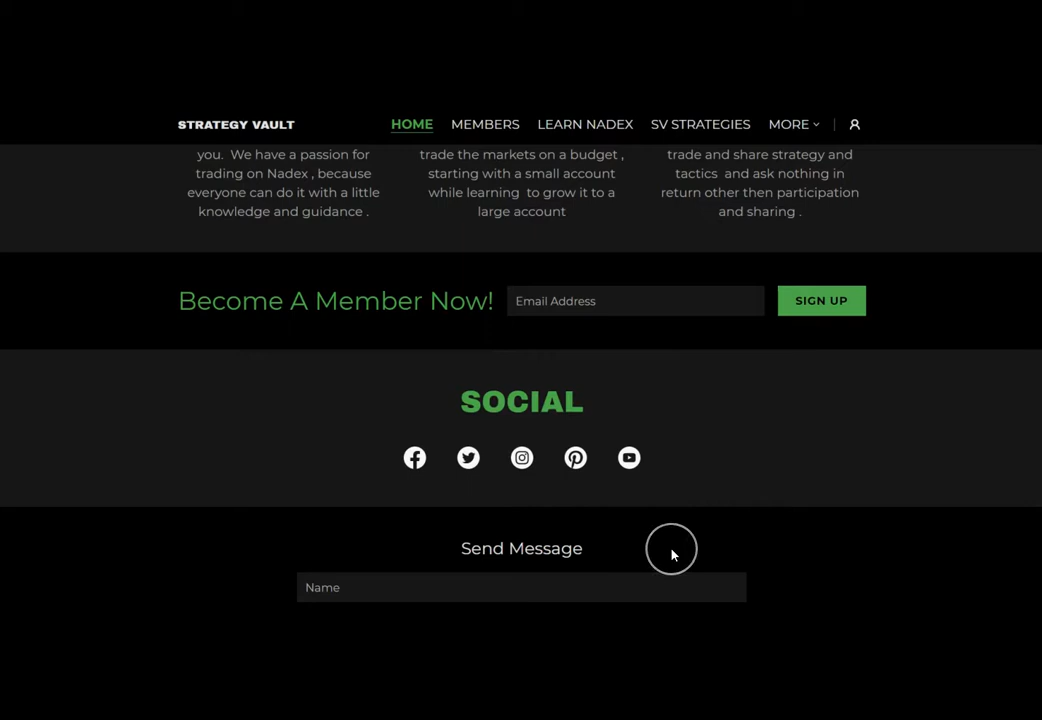 STRATEGY VAULT
HOME MEMBERS LEARN NADEX SV STRATEGIES MORE
you. We have a passion for
trading on Nadex , because
everyone can do it with a little
knowledge and guidance .
trade the markets on a budget ,
starting with a small account
while learning to grow it to a
large account
trade and share strategy and
tactics and ask nothing in
return other then participation
and sharing .
Become A Member Now!
Email Address
SIGN UP
SOCIAL
Send Message
Name